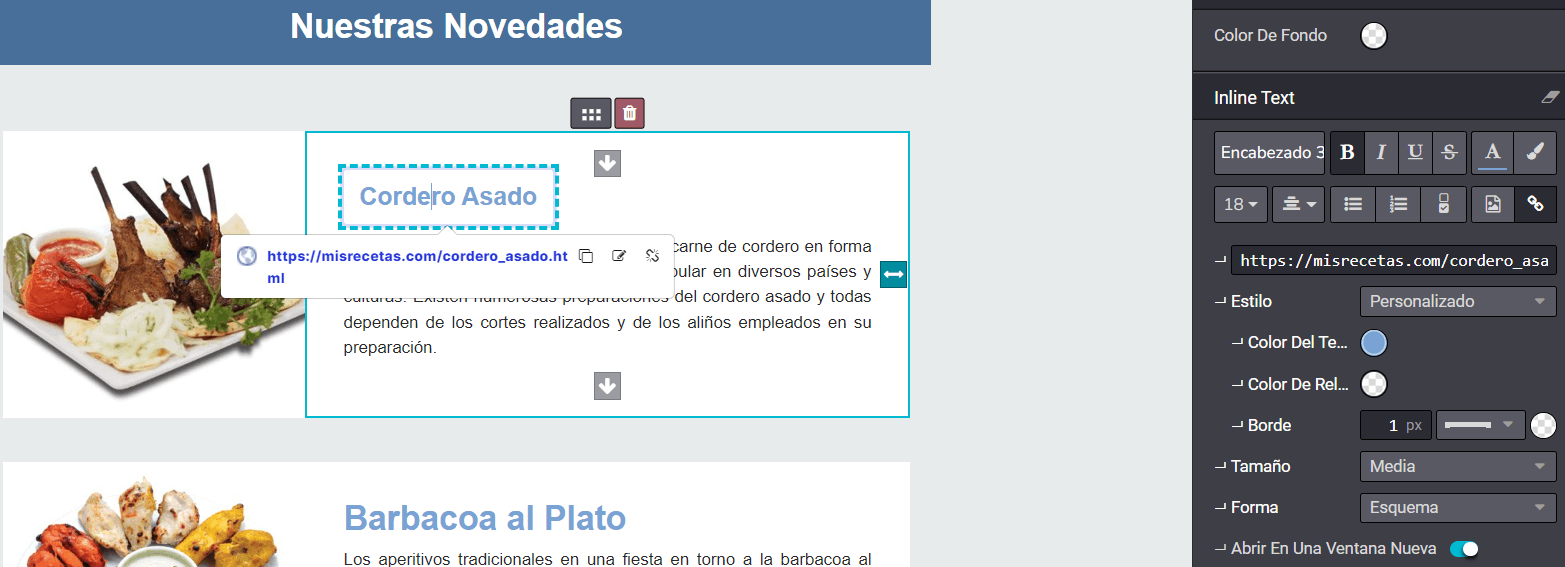 Nuestras Novedades
Cordero Asado
https://misrecetas.com/cordero_asado.ht
ml
carne de cordero en forma
pular en diversos países y
culturas. Existen numerosas preparaciones del cordero asado y todas
dependen de los cortes realizados y de los aliños empleados en su
preparación.
Barbacoa al Plato
Los aperitivos tradicionales en una fiesta en torno a la barbacoa al
Color De Fondo
Inline Text
Encabezado 3
B I U S A
18
https://misrecetas.com/cordero_asa
Estilo Personalizado
Color Del Te...
Color De Rel...
Borde 1 px
Tamaño Media
Forma Esquema
Abrir En Una Ventana Nueva